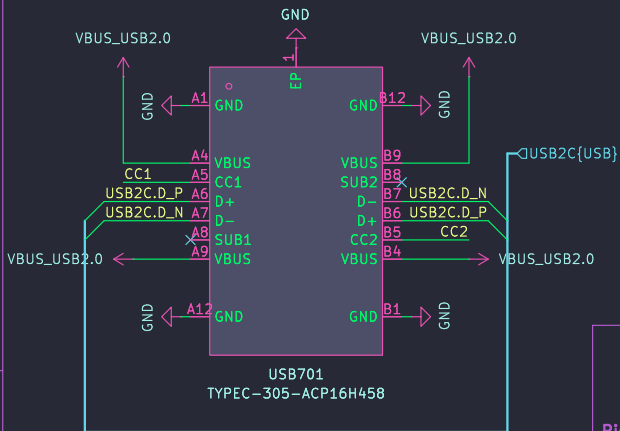 GND
VBUS_USB2.0
VBUS_USB2.0
1
EP
GND
A1
GND
GND
B12
GND
USB2C{USB}
A4
VBUS
VBUS
B9
CC1
A5
CC1
SUB2
B8
USB2C.D_P
A6
D+
D-
B7
USB2C.D_N
USB2C.D_N
A7
D-
D+
B6
USB2C.D_P
A8
SUB1
CC2
B5
CC2
VBUS_USB2.0
A9
VBUS
VBUS
B4
VBUS_USB2.0
GND
A12
GND
GND
B1
GND
USB701
TYPEC-305-ACP16H458